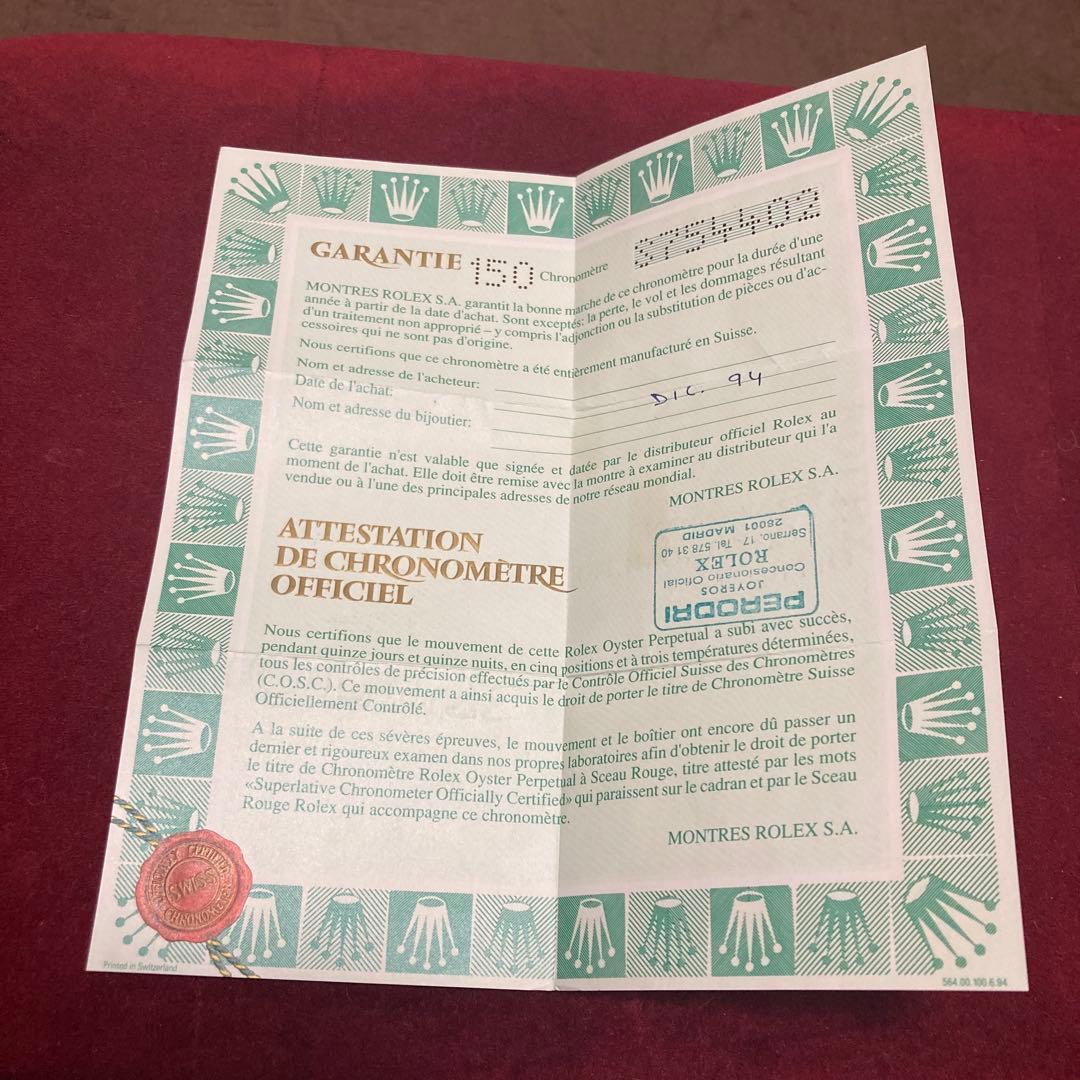 GARANTIE 150 Chronomètre S754402
MONTRES ROLEX S.A. garantit la bonne marche de ce chronomètre pour la durée d'une
année à partir de la date d'achat. Sont exceptés: la perte, le vol et les dommages résultant
d'un traitement non approprié – y compris l'adjonction ou la substitution de pièces ou d'ac-
cessoires qui ne sont pas d'origine.
Nous certifions que ce chronomètre a été entièrement manufacturé en Suisse.
Nom et adresse de l'acheteur:
Date de l'achat: DIC. 94
Nom et adresse du bijoutier:
Cette garantie n'est valable que signée et datée par le distributeur officiel Rolex au
moment de l'achat. Elle doit être remise avec la montre à examiner au distributeur qui l'a
vendue ou à l'une des principales adresses de notre réseau mondial.
MONTRES ROLEX S.A.
PERODRI
JOYEROS
Concesionario Oficial
ROLEX
Serrano, 17 Tel. 578 31 40
28001 MADRID
ATTESTATION
DE CHRONOMÈTRE
OFFICIEL
Nous certifions que le mouvement de cette Rolex Oyster Perpetual a subi avec succès,
pendant quinze jours et quinze nuits, en cinq positions et à trois températures déterminées,
tous les contrôles de précision effectués par le Contrôle Officiel Suisse des Chronomètres
(C.O.S.C.). Ce mouvement a ainsi acquis le droit de porter le titre de Chronomètre Suisse
Officiellement Contrôlé.
A la suite de ces sévères épreuves, le mouvement et le boîtier ont encore dû passer un
dernier et rigoureux examen dans nos propres laboratoires afin d'obtenir le droit de porter
le titre de Chronomètre Rolex Oyster Perpetual à Sceau Rouge, titre attesté par les mots
«Superlative Chronometer Officially Certified» qui paraissent sur le cadran et par le Sceau
Rouge Rolex qui accompagne ce chronomètre.
MONTRES ROLEX S.A.
CERTIFIED
SWISS
CHRONOMETER
Printed in Switzerland
564.00.100.6.94